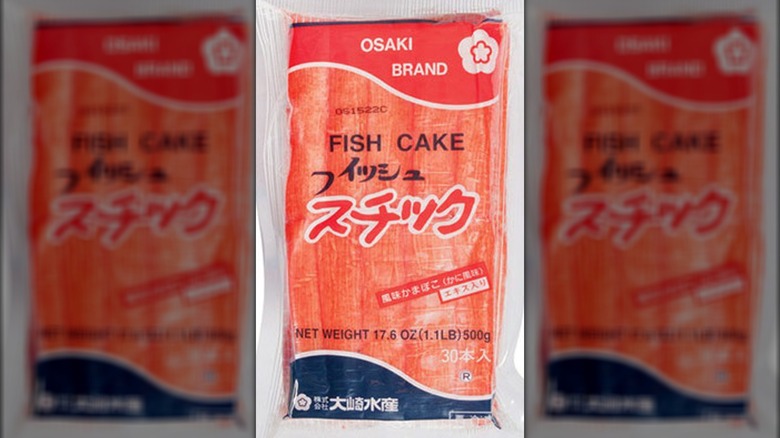 OSAKI
BRAND
051522C
FISH CAKE
フィッシュ
スチック
風味かまぼこ(かに風味)
エキス入り
NET WEIGHT 17.6 OZ(1.1LB)500g
30本入
R
株式会社 大崎水産